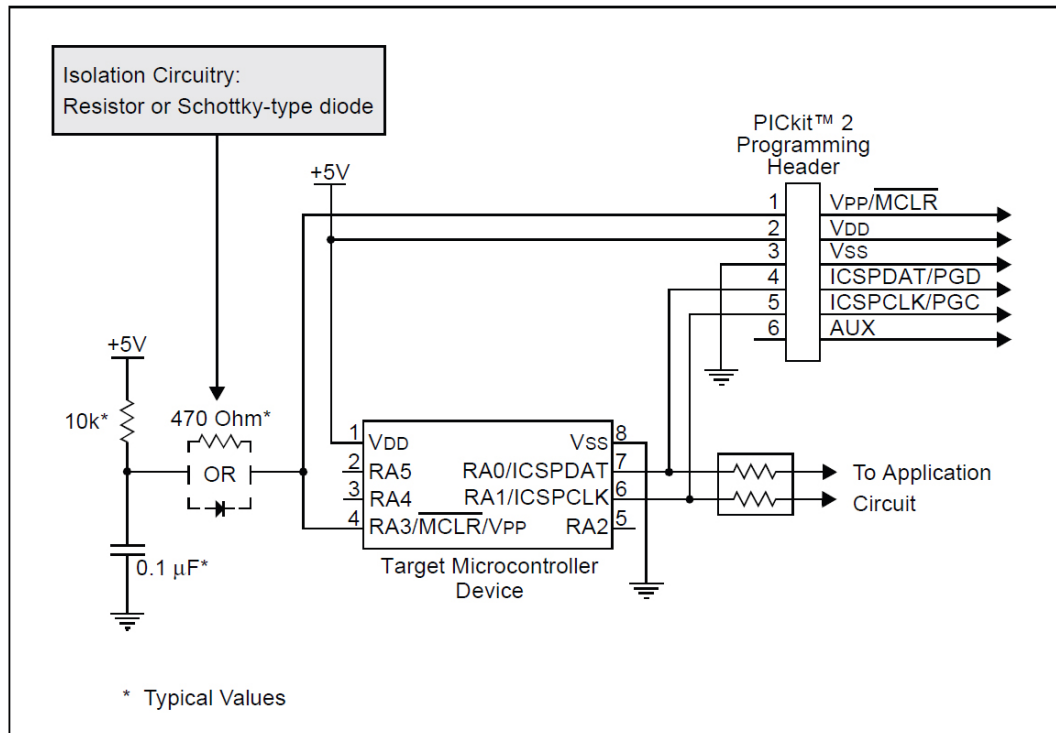 Isolation Circuitry:
Resistor or Schottky-type diode
PICkit™ 2
Programming
Header
+5V
1 VPP/MCLR
2 VDD
3 VSS
4 ICSPDAT/PGD
5 ICSPCLK/PGC
6 AUX
+5V
10k*
470 Ohm*
OR
0.1 μF*
1 VDD
VSS 8
2 RA5
RA0/ICSPDAT 7
3 RA4
RA1/ICSPCLK 6
4 RA3/MCLR/VPP
RA2 5
Target Microcontroller
Device
To Application
Circuit
* Typical Values